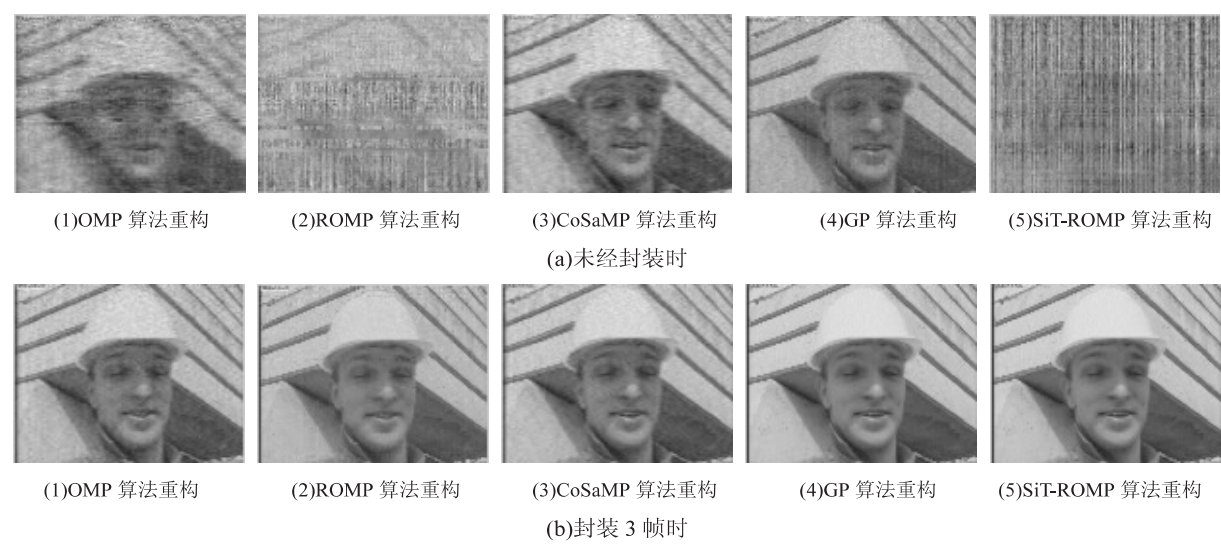 (1)OMP 算法重构 (2)ROMP 算法重构 (3)CoSaMP 算法重构 (4)GP 算法重构 (5)SiT-ROMP 算法重构
(a)未经封装时
(1)OMP 算法重构 (2)ROMP 算法重构 (3)CoSaMP 算法重构 (4)GP 算法重构 (5)SiT-ROMP 算法重构
(b)封装 3 帧时